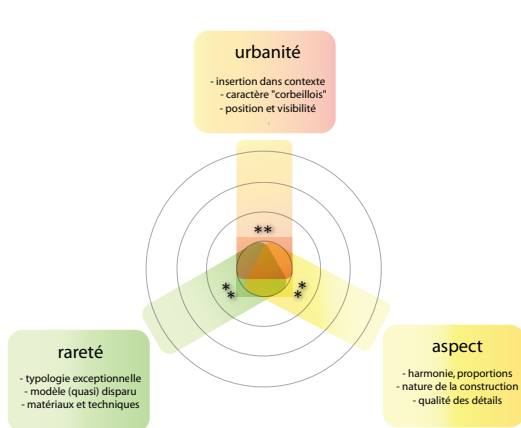 urbanité
- insertion dans contexte
- caractère "corbeillois"
- position et visibilité
**
**
**
rareté
- typologie exceptionnelle
- modèle (quasi) disparu
- matériaux et techniques
aspect
- harmonie, proportions
- nature de la construction
- qualité des détails